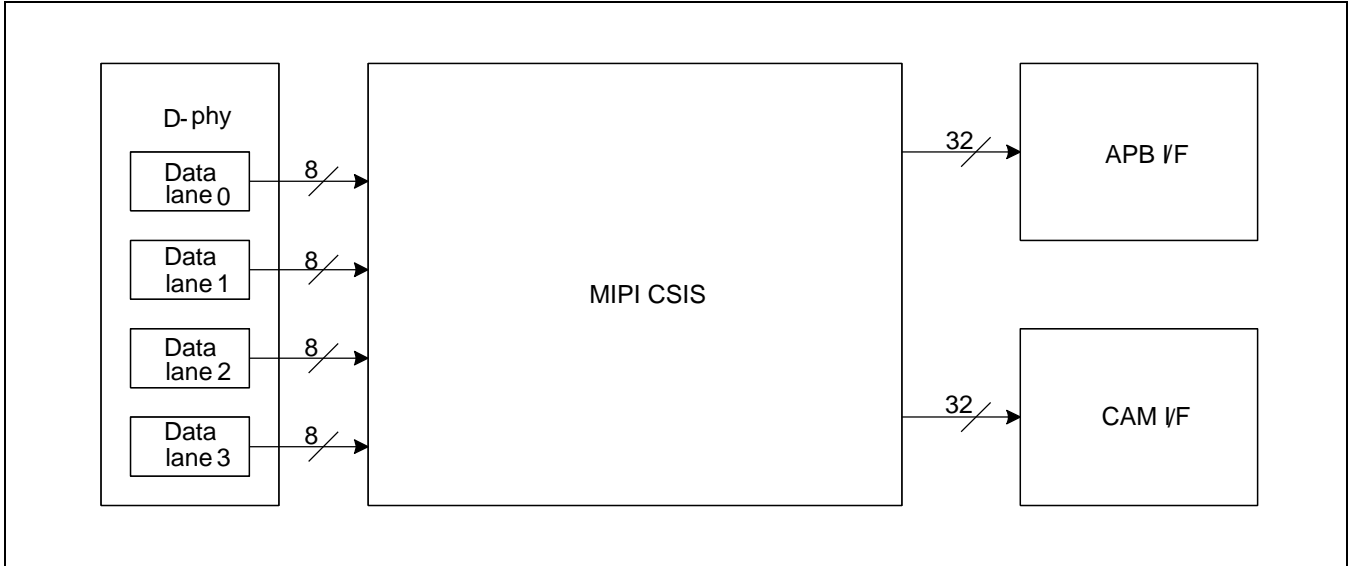 D-phy
Data
lane 0
8
Data
lane 1
8
Data
lane 2
8
Data
lane 3
8
MIPI CSIS
32
APB I/F
32
CAM I/F